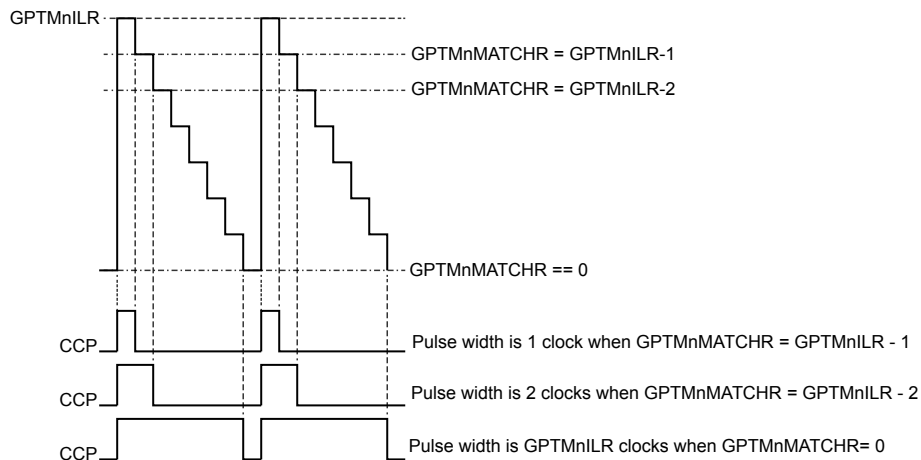 GPTMnILR
GPTMnMATCHR = GPTMnILR-1
GPTMnMATCHR = GPTMnILR-2
GPTMnMATCHR == 0
CCP
Pulse width is 1 clock when GPTMnMATCHR = GPTMnILR - 1
CCP
Pulse width is 2 clocks when GPTMnMATCHR = GPTMnILR - 2
CCP
Pulse width is GPTMnILR clocks when GPTMnMATCHR= 0